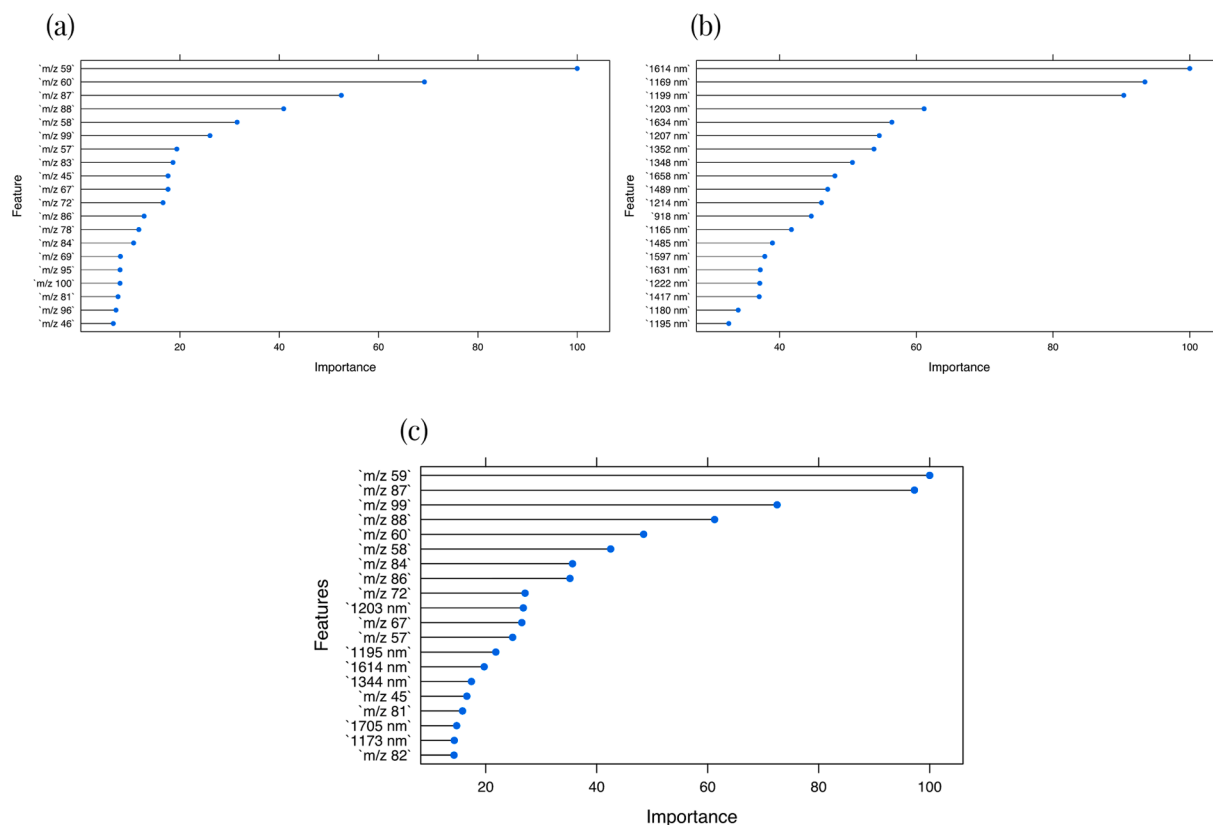 (a)
`m/z 59`
`m/z 60`
`m/z 87`
`m/z 88`
`m/z 58`
`m/z 99`
`m/z 57`
`m/z 83`
`m/z 45`
`m/z 67`
`m/z 72`
`m/z 86`
`m/z 78`
`m/z 84`
`m/z 69`
`m/z 95`
`m/z 100`
`m/z 81`
`m/z 96`
`m/z 46`
Feature
20 40 60 80 100
Importance
(b)
`1614 nm`
`1169 nm`
`1199 nm`
`1203 nm`
`1634 nm`
`1207 nm`
`1352 nm`
`1348 nm`
`1658 nm`
`1489 nm`
`1214 nm`
`918 nm`
`1165 nm`
`1485 nm`
`1597 nm`
`1631 nm`
`1222 nm`
`1417 nm`
`1180 nm`
`1195 nm`
Feature
40 60 80 100
Importance
(c)
`m/z 59`
`m/z 87`
`m/z 99`
`m/z 88`
`m/z 60`
`m/z 58`
`m/z 84`
`m/z 86`
`m/z 72`
`1203 nm`
`m/z 67`
`m/z 57`
`1195 nm`
`1614 nm`
`1344 nm`
`m/z 45`
`m/z 81`
`1705 nm`
`1173 nm`
`m/z 82`
Features
20 40 60 80 100
Importance